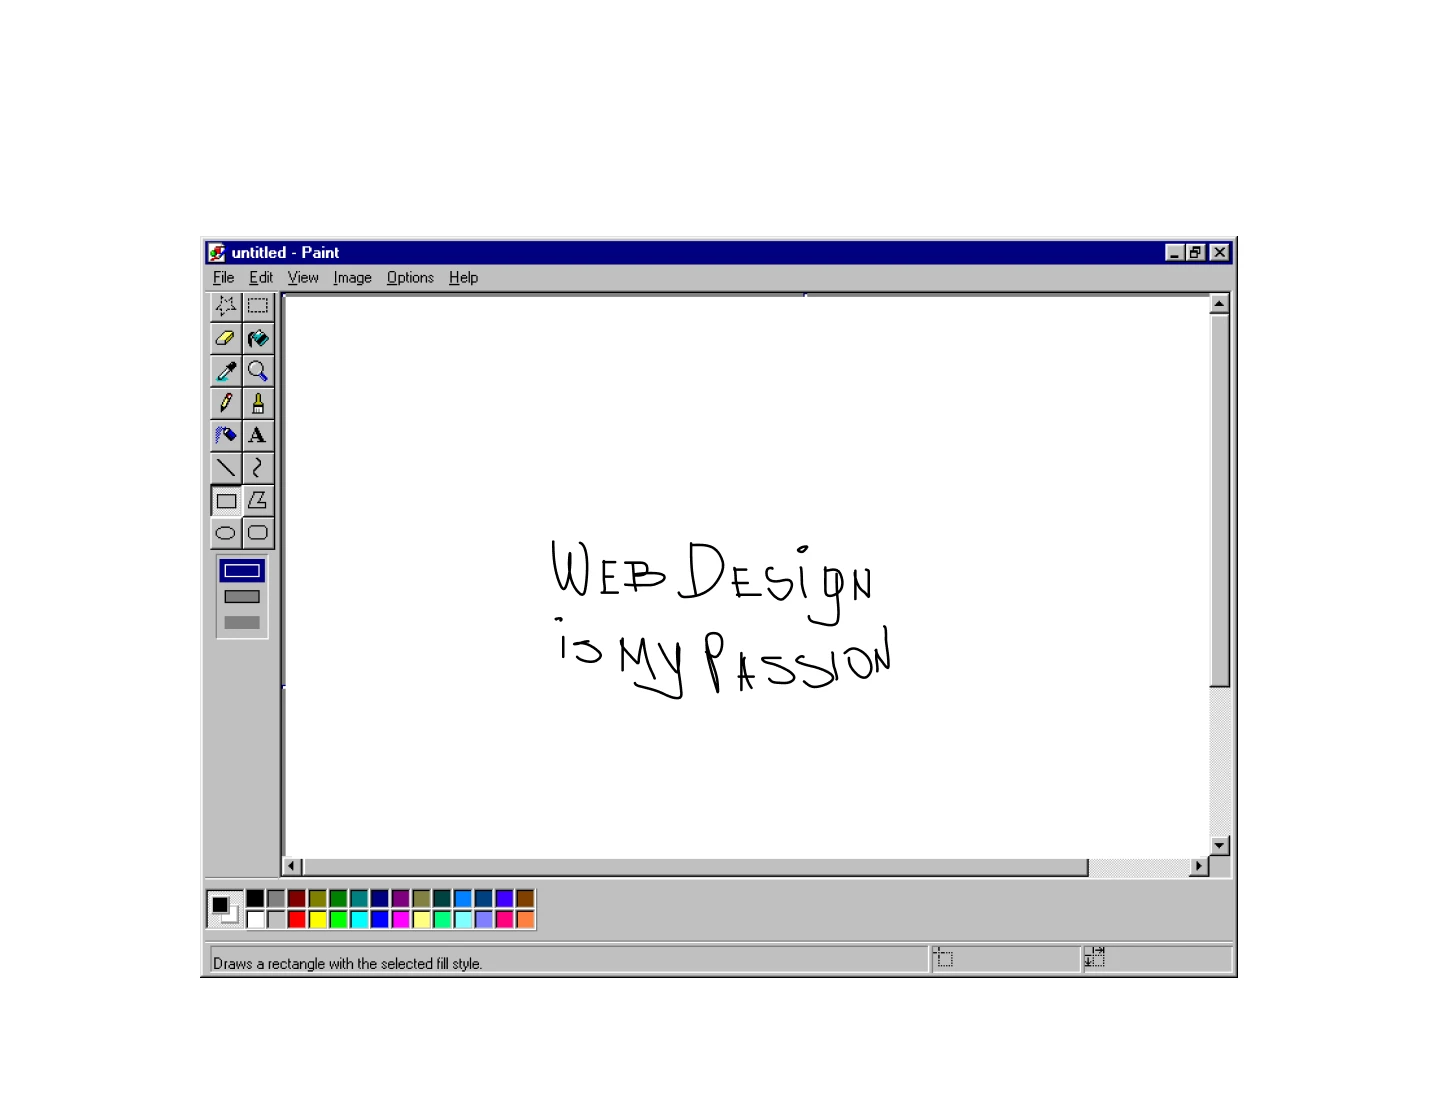 untitled - Paint
File Edit View Image Options Help
A
WEB DESigN
is MY PASSION
Draws a rectangle with the selected fill style.